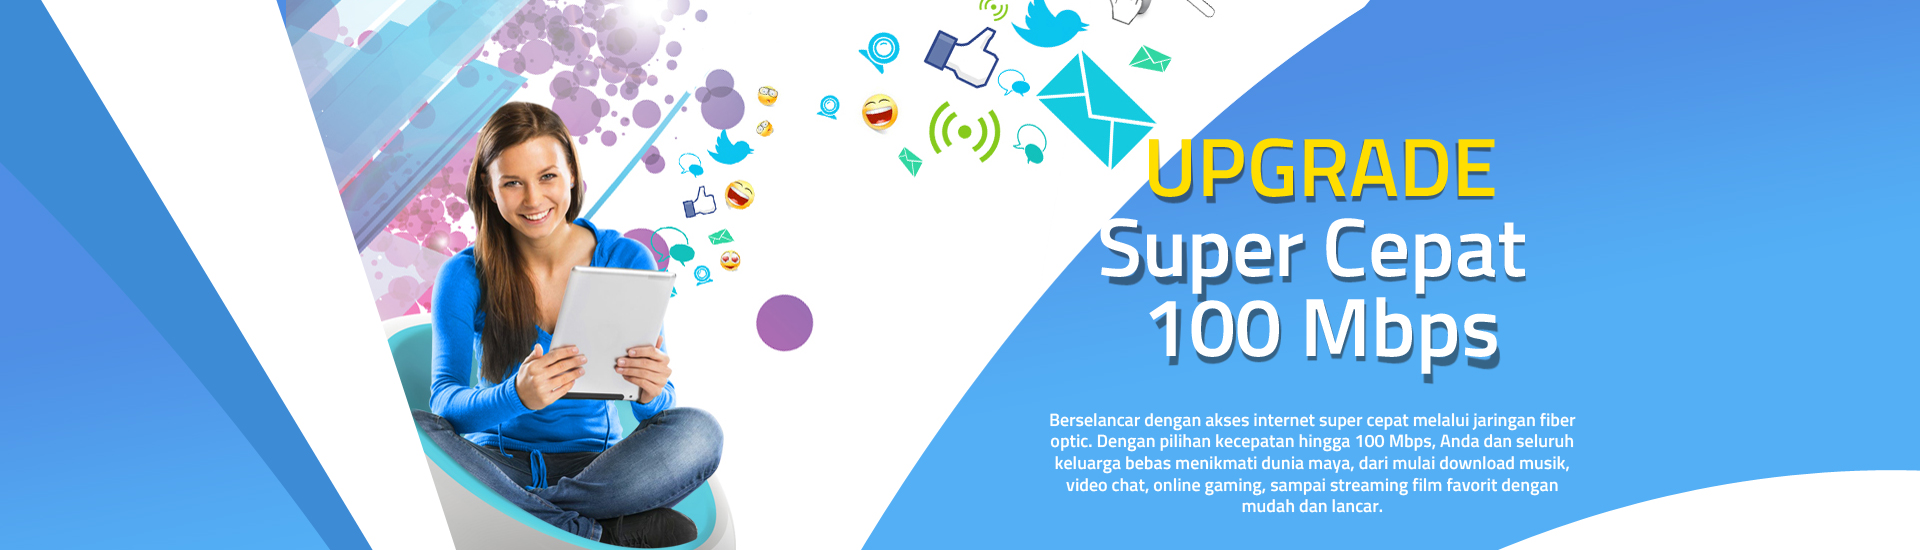 UPGRADE
Super Cepat
100 Mbps
Berselancar dengan akses internet super cepat melalui jaringan fiber
optic. Dengan pilihan kecepatan hingga 100 Mbps, Anda dan seluruh
keluarga bebas menikmati dunia maya, dari mulai download musik,
video chat, online gaming, sampai streaming film favorit dengan
mudah dan lancar.